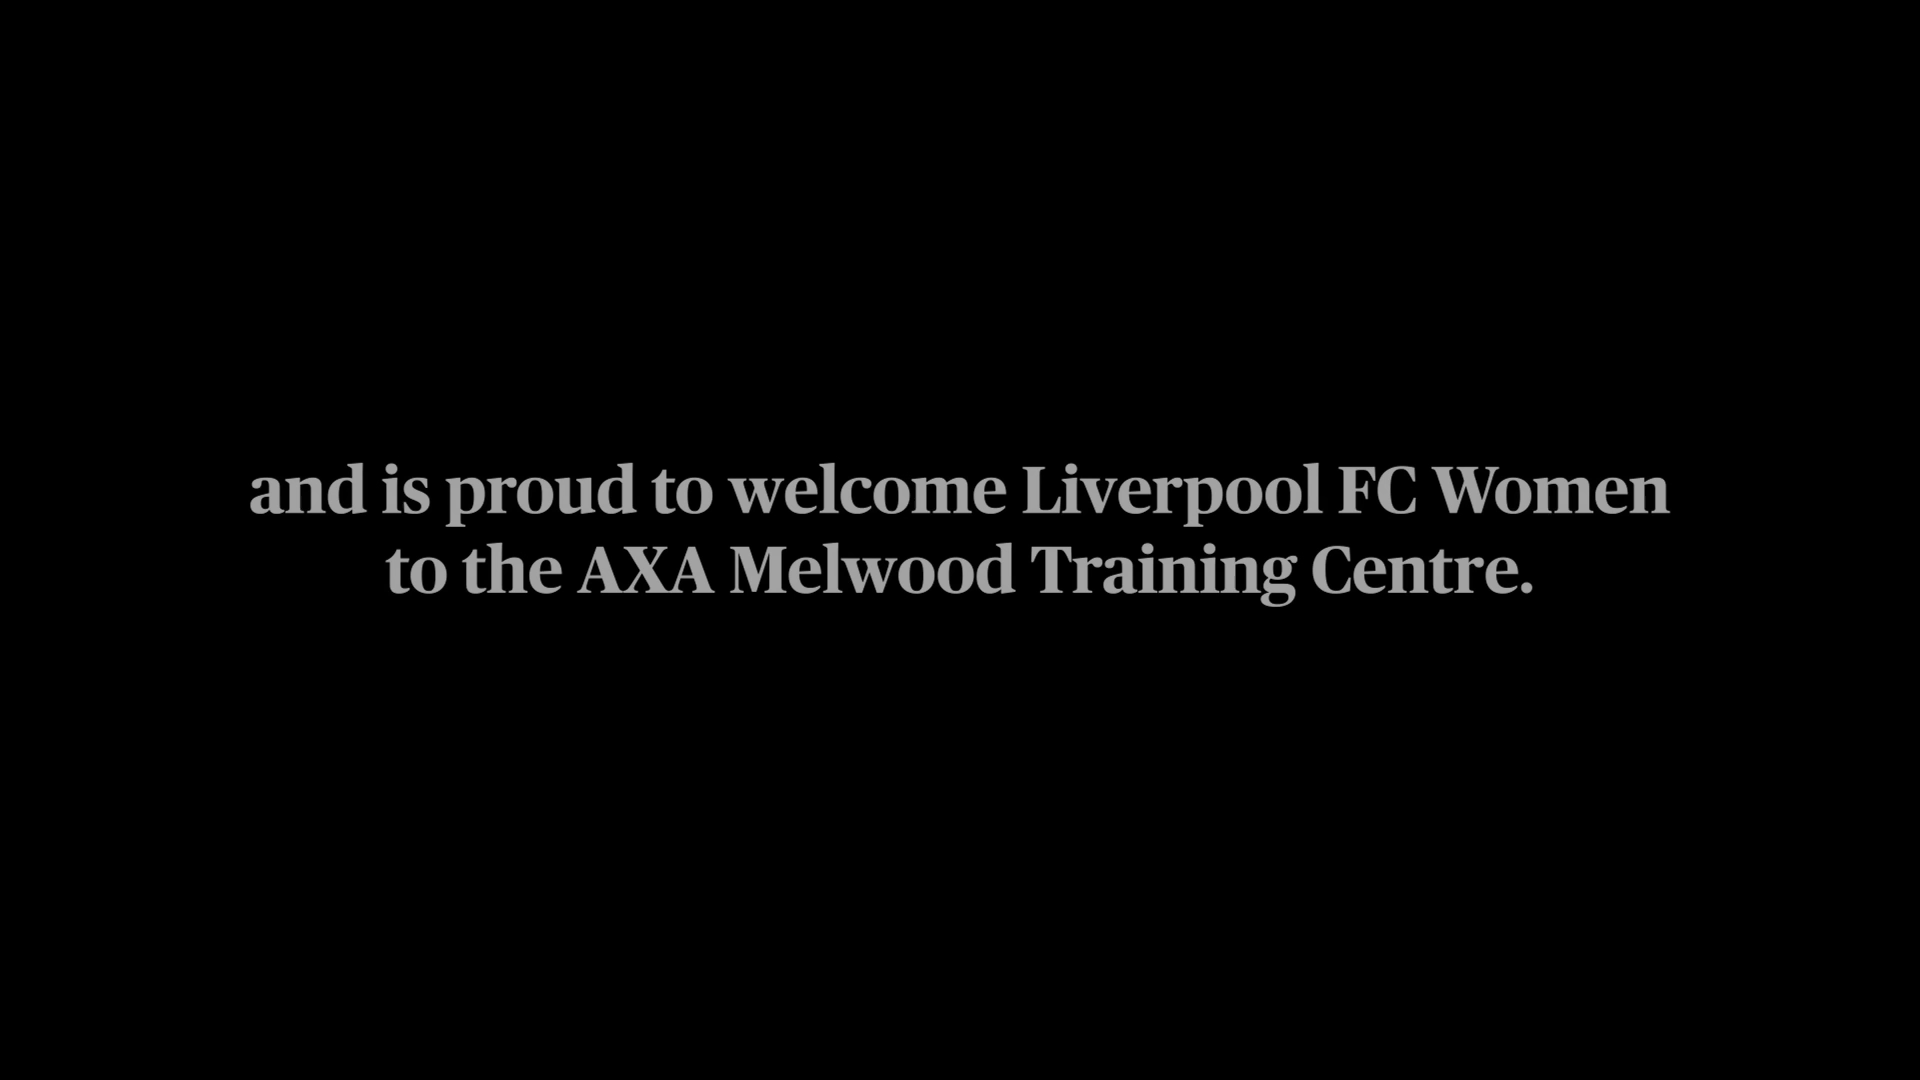 and is proud to welcome Liverpool FC Women
to the AXA Melwood Training Centre.